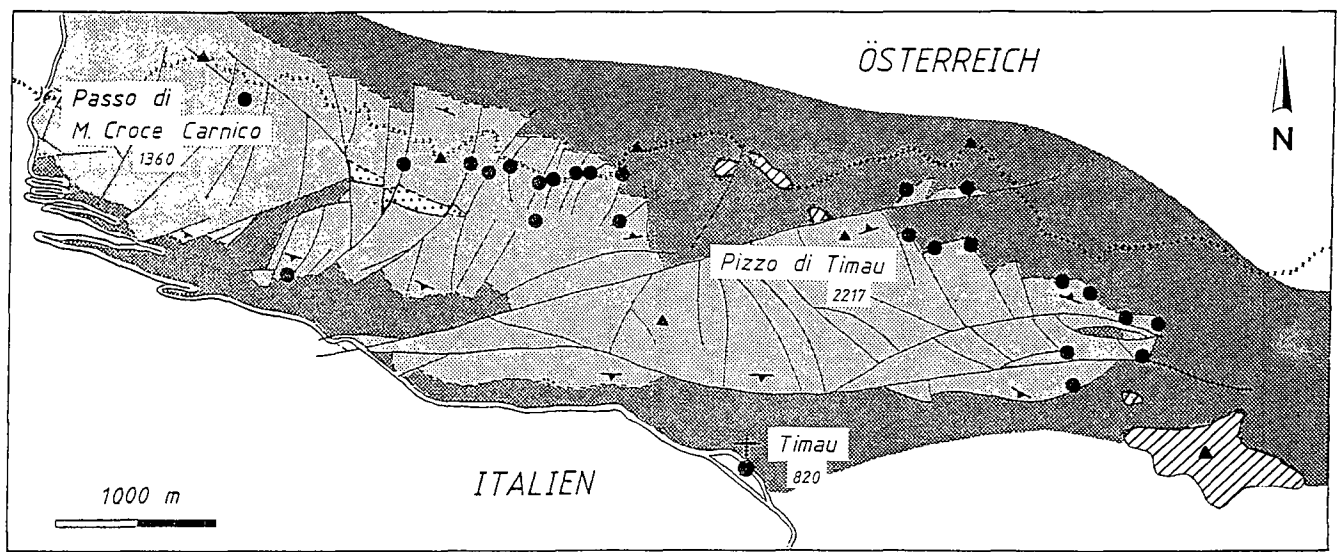 ÖSTERREICH
N
Passo di
M. Croce Carnico
1360
Pizzo di Timau
2217
Timau
820
ITALIEN
1000 m